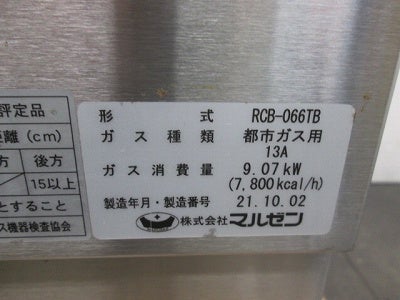 評定品
距離 (cm)
方 後方
15以上
とすること
ス機器検査協会
形 式 RCB-066TB
ガス種類 都市ガス用
13A
ガス消費量 9.07kW
(7,800kcal/h)
製造年月・製造番号 21.10.02
株式会社マルゼン